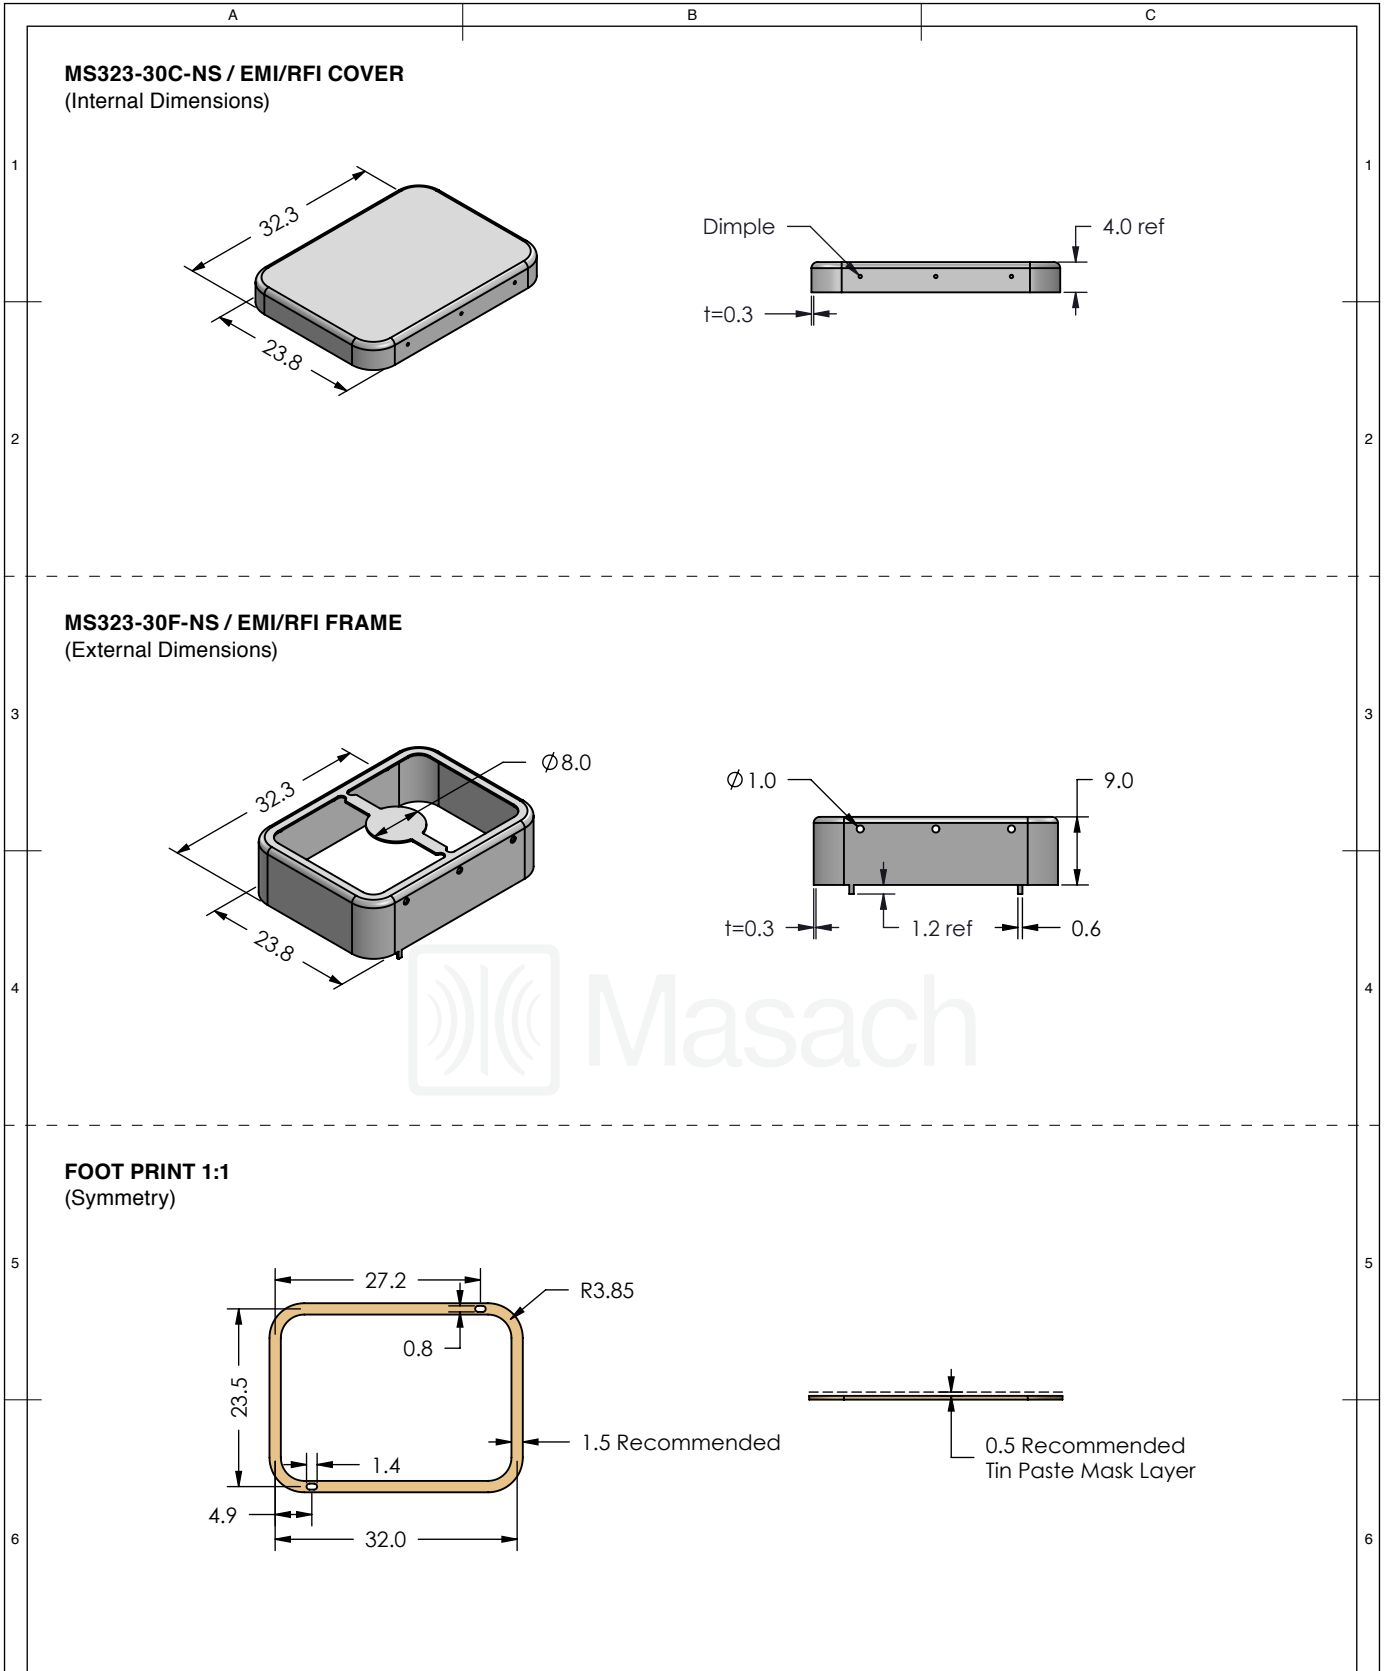 A
B
C
MS323-30C-NS / EMI/RFI COVER
(Internal Dimensions)
1
1
32.3
23.8
Dimple
4.0 ref
t=0.3
2
2
MS323-30F-NS / EMI/RFI FRAME
(External Dimensions)
3
3
32.3
Ø8.0
23.8
Ø1.0
9.0
t=0.3
1.2 ref
0.6
Masach
4
4
FOOT PRINT 1:1
(Symmetry)
5
5
27.2
R3.85
0.8
23.5
1.5 Recommended
1.4
4.9
32.0
0.5 Recommended
Tin Paste Mask Layer
6
6